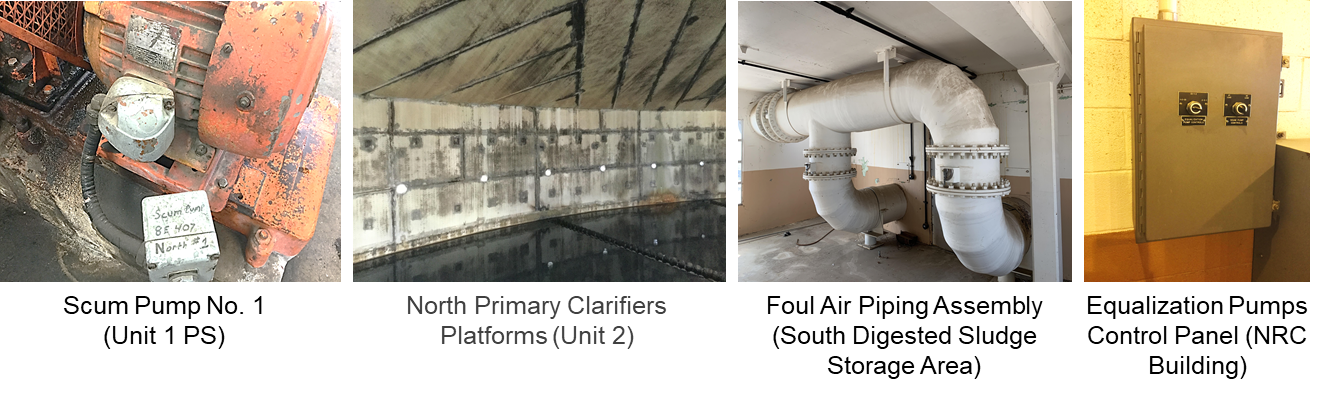 Scum Pump
8E 407
North #1
Scum Pump No. 1
(Unit 1 PS)
North Primary Clarifiers
Platforms (Unit 2)
Foul Air Piping Assembly
(South Digested Sludge
Storage Area)
Equalization Pumps
Control Panel (NRC
Building)